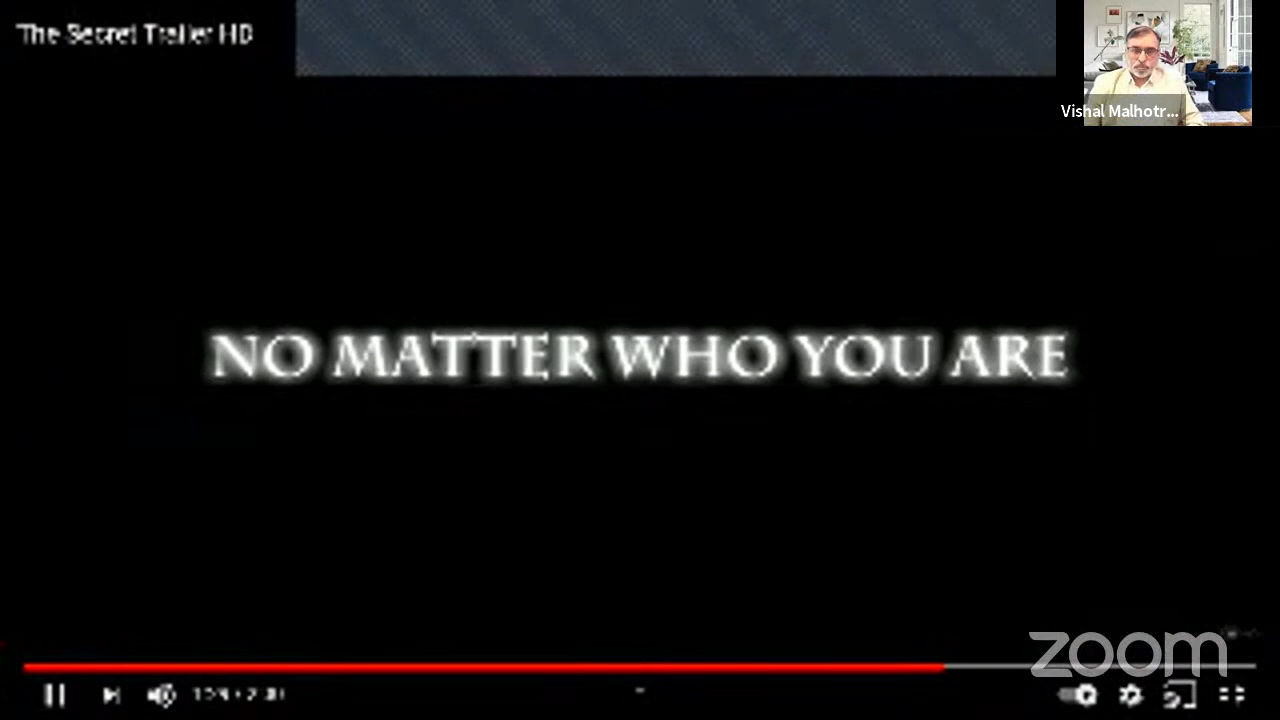 The Secret Trailer HD
Vishal Malhotr...
NO MATTER WHO YOU ARE
zoom